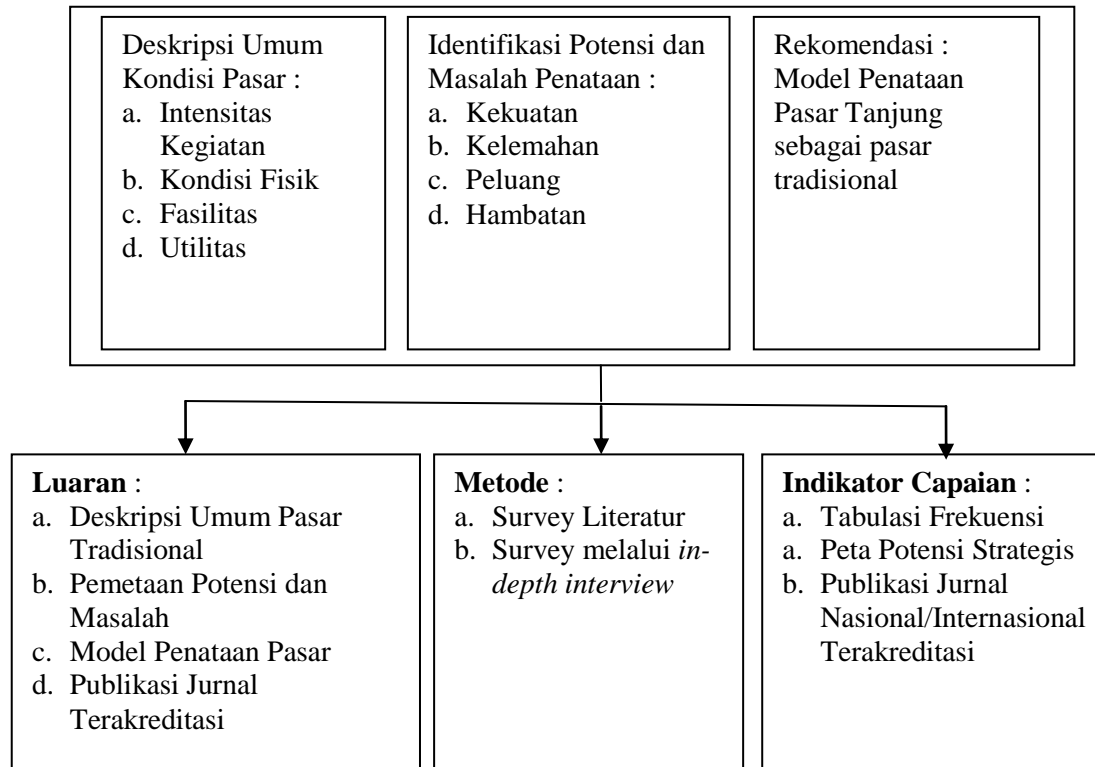 Deskripsi Umum
Kondisi Pasar :
a. Intensitas
Kegiatan
b. Kondisi Fisik
c. Fasilitas
d. Utilitas
Identifikasi Potensi dan
Masalah Penataan :
a. Kekuatan
b. Kelemahan
c. Peluang
d. Hambatan
Rekomendasi :
Model Penataan
Pasar Tanjung
sebagai pasar
tradisional
Luaran :
a. Deskripsi Umum Pasar
Tradisional
b. Pemetaan Potensi dan
Masalah
c. Model Penataan Pasar
d. Publikasi Jurnal
Terakreditasi
Metode :
a. Survey Literatur
b. Survey melalui in-
depth interview
Indikator Capaian :
a. Tabulasi Frekuensi
a. Peta Potensi Strategis
b. Publikasi Jurnal
Nasional/Internasional
Terakreditasi